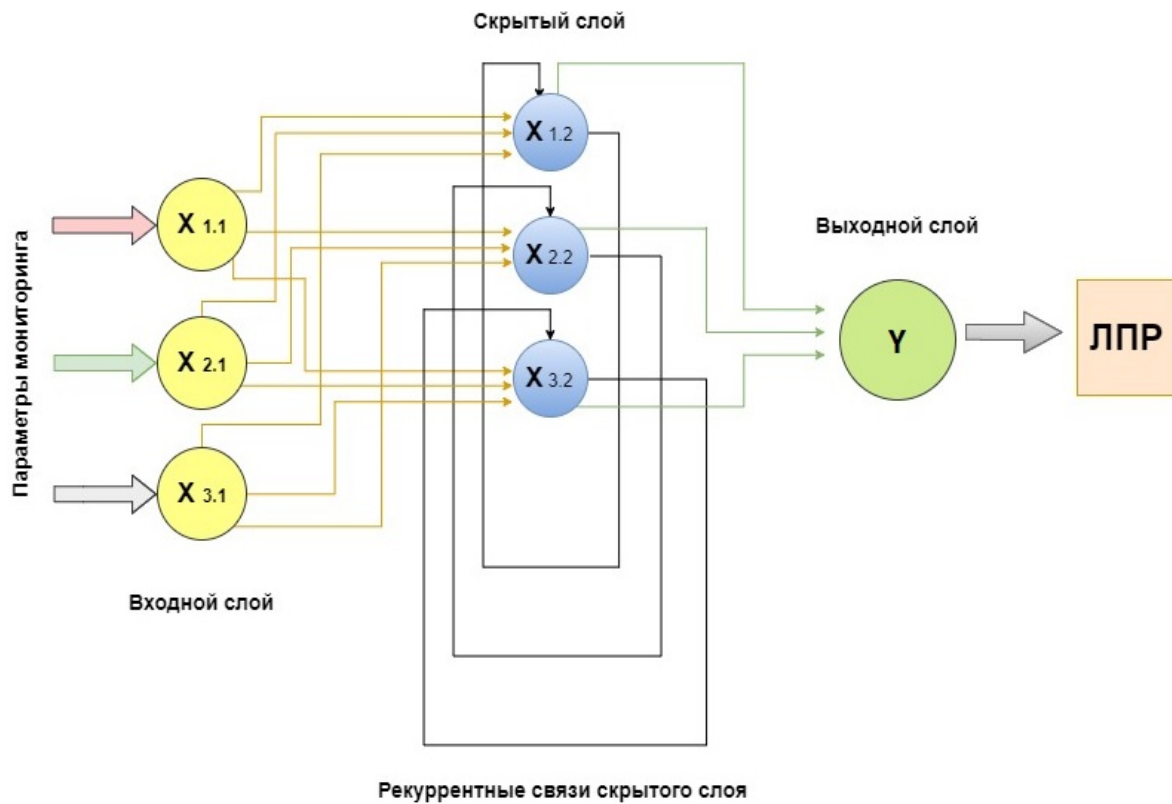 Скрытый слой
X 1.2
X 1.1
X 2.2
Выходной слой
Параметры мониторинга
X 2.1
X 3.2
Y
ЛПР
X 3.1
Входной слой
Рекуррентные связи скрытого слоя